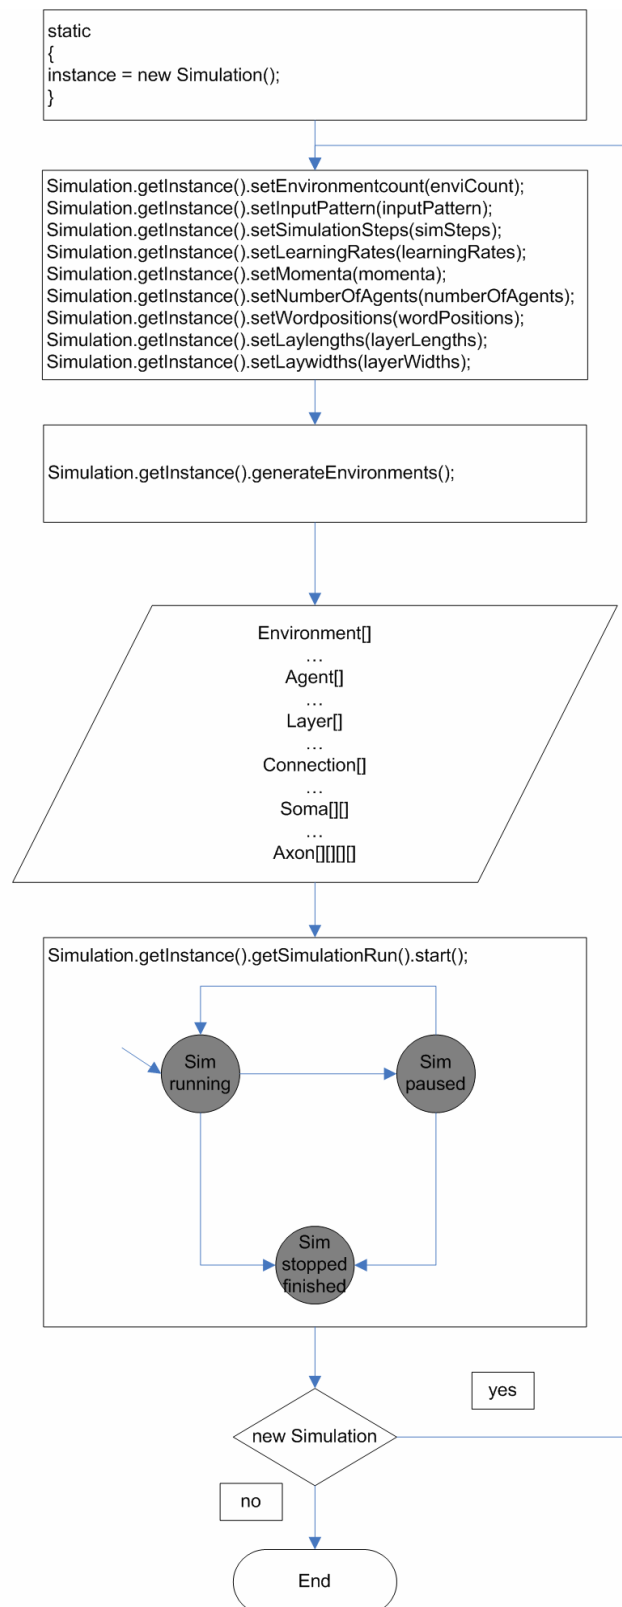 static
{
instance = new Simulation();
}
Simulation.getInstance().setEnvironmentcount(enviCount);
Simulation.getInstance().setInputPattern(inputPattern);
Simulation.getInstance().setSimulationSteps(simSteps);
Simulation.getInstance().setLearningRates(learningRates);
Simulation.getInstance().setMomenta(momenta);
Simulation.getInstance().setNumberOfAgents(numberOfAgents);
Simulation.getInstance().setWordpositions(wordPositions);
Simulation.getInstance().setLaylengths(layerLengths);
Simulation.getInstance().setLaywidths(layerWidths);
Simulation.getInstance().generateEnvironments();
Environment[]
…
Agent[]
…
Layer[]
…
Connection[]
…
Soma[][]
…
Axon[][][][]
Simulation.getInstance().getSimulationRun().start();
Sim
running
Sim
paused
Sim
stopped
finished
yes
new Simulation
no
End